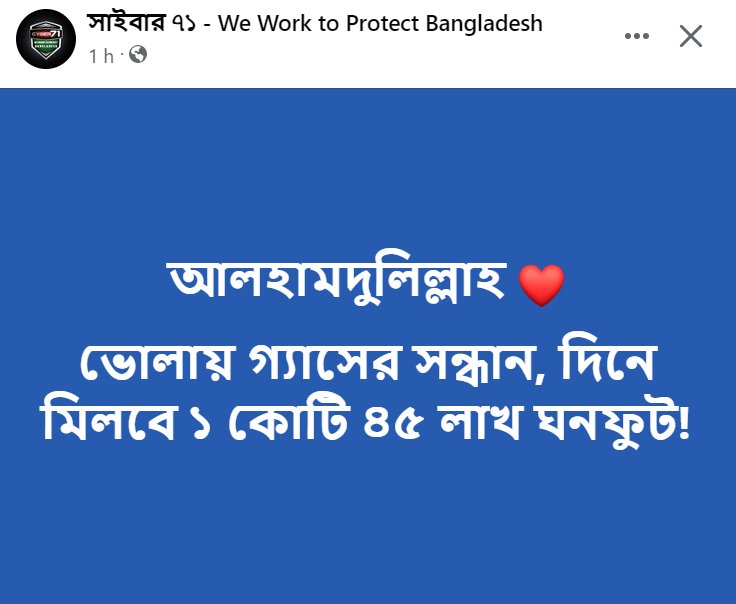 সাইবার ৭১ - We Work to Protect Bangladesh
1 h ·
আলহামদুলিল্লাহ ❤️
ভোলায় গ্যাসের সন্ধান, দিনে
মিলবে ১ কোটি ৪৫ লাখ ঘনফুট!